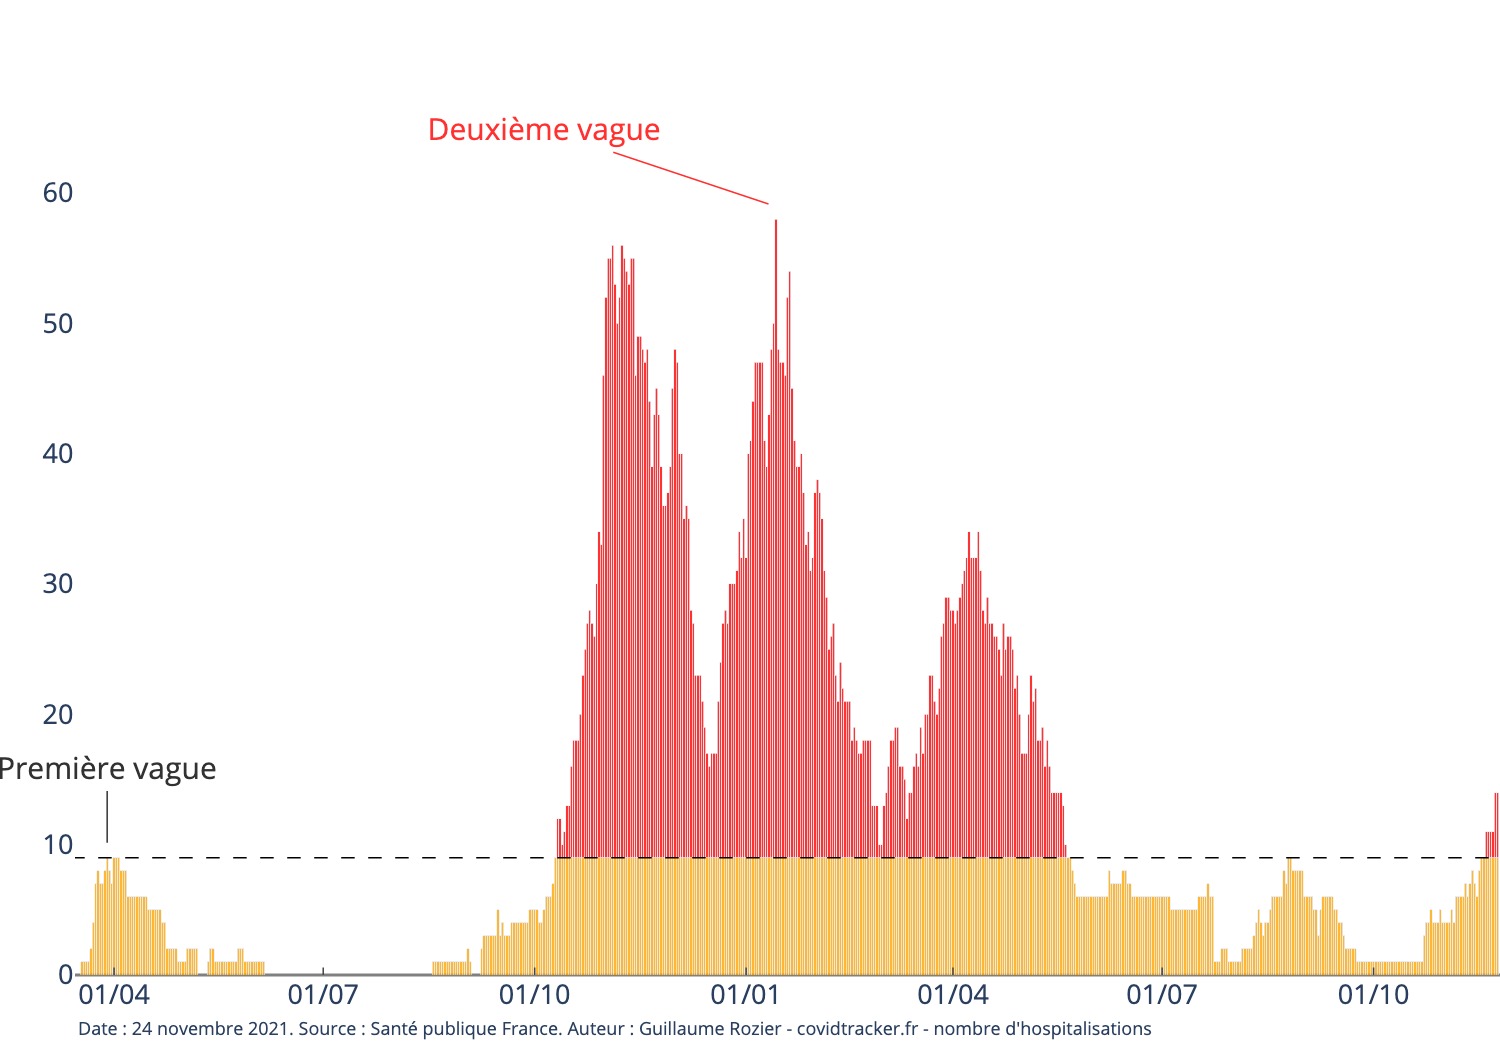 Deuxième vague
60
50
40
30
20
Première vague
10
0
01/04 01/07 01/10 01/01 01/04 01/07 01/10
Date : 24 novembre 2021. Source : Santé publique France. Auteur : Guillaume Rozier - covidtracker.fr - nombre d'hospitalisations